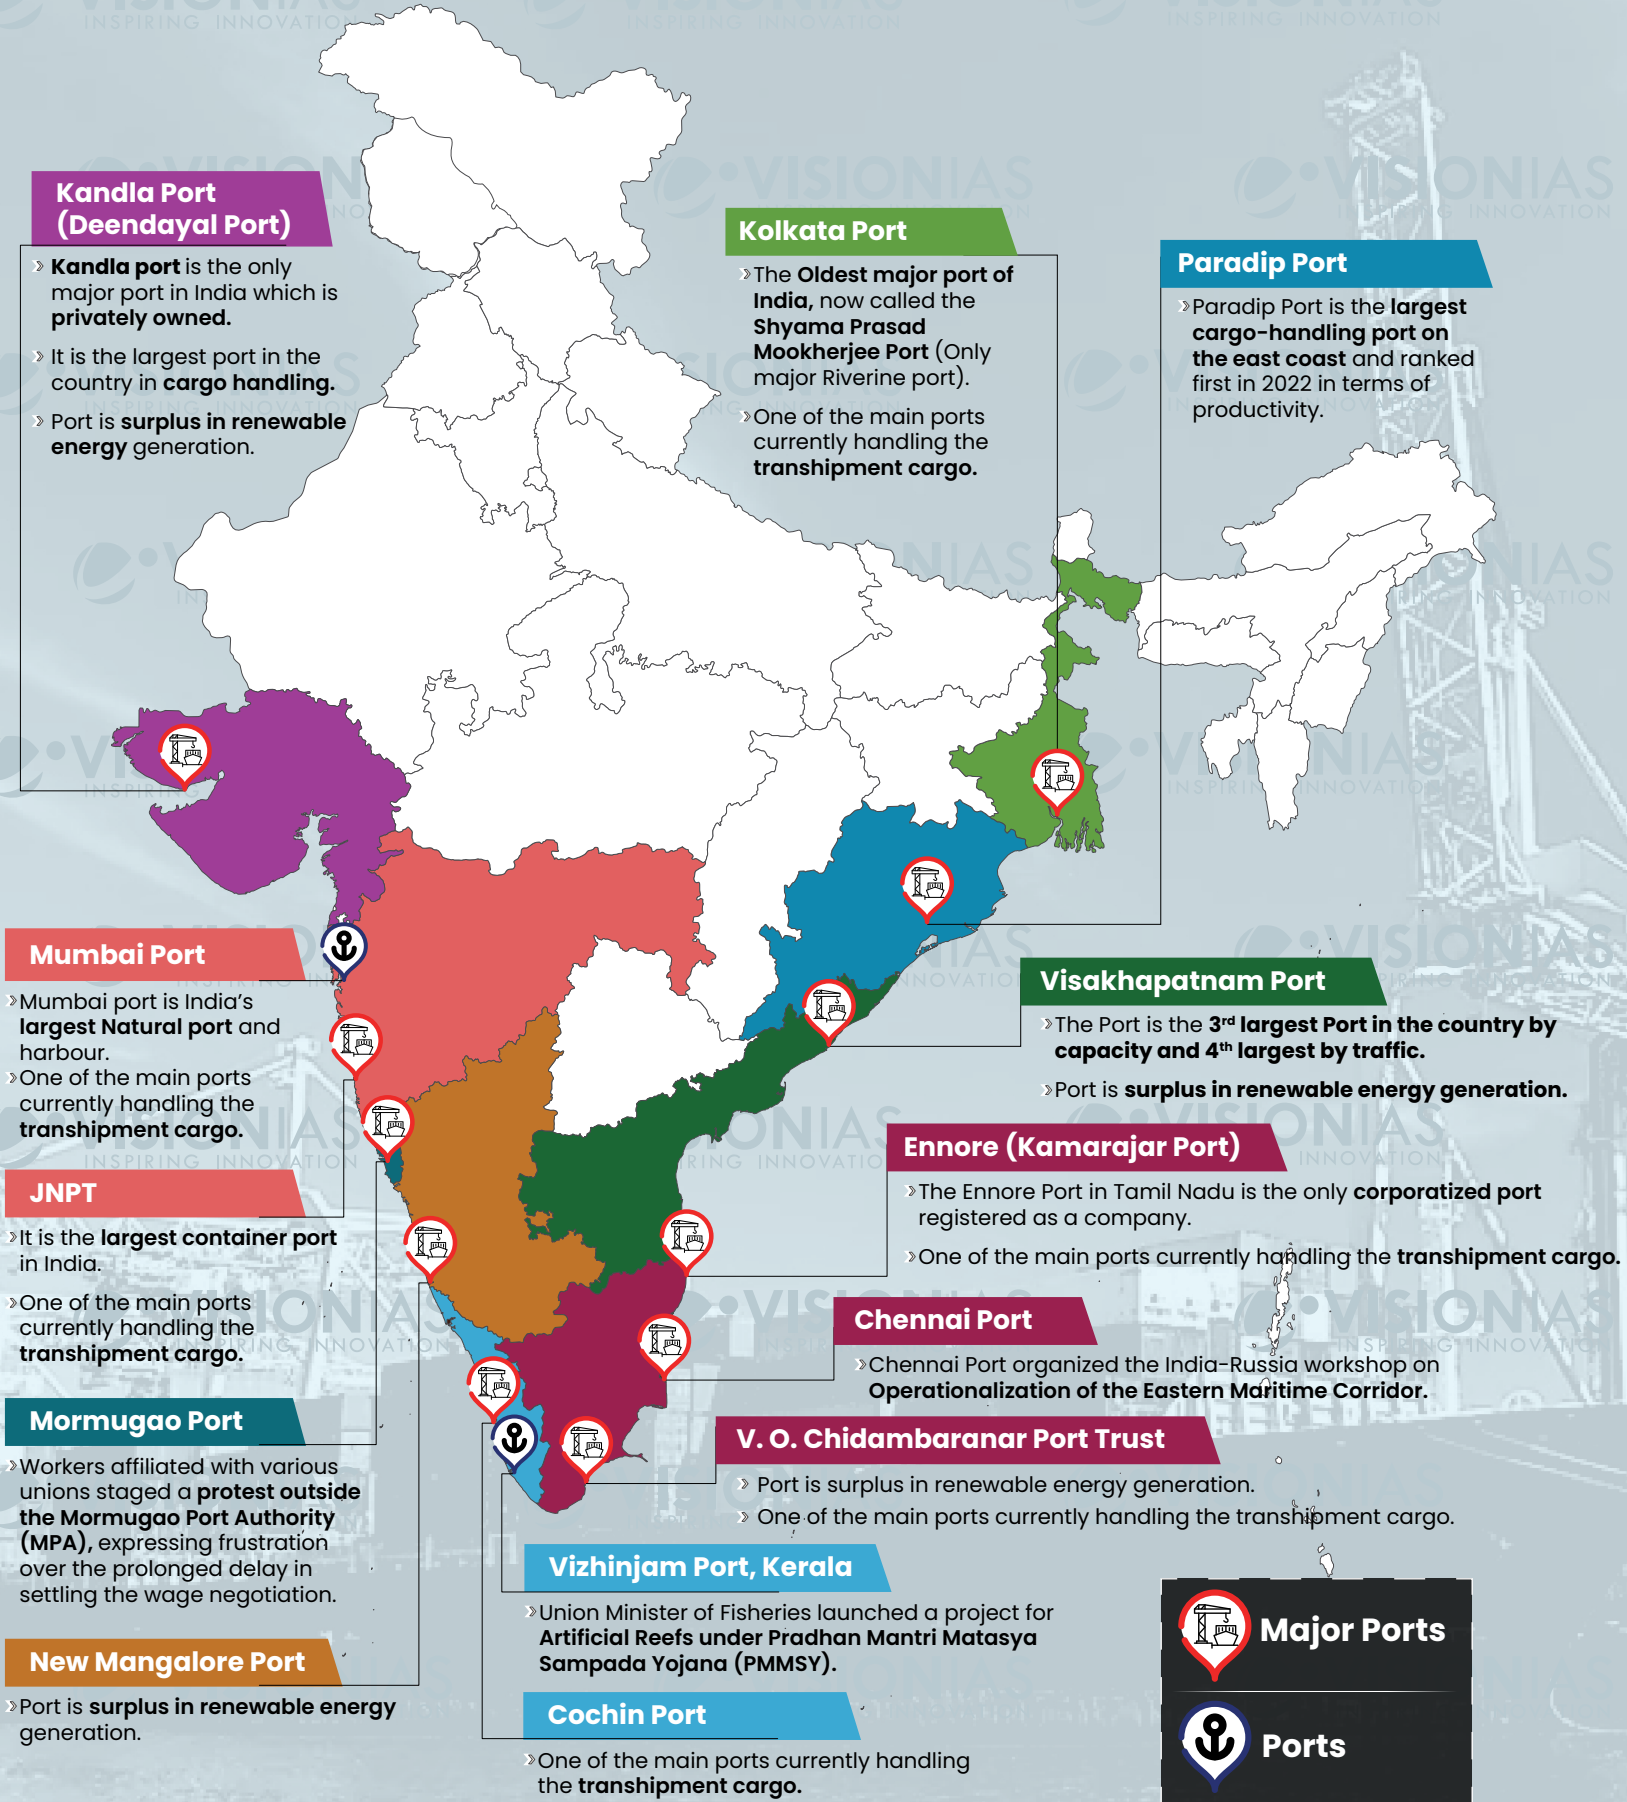 Kandla Port
(Deendayal Port)
Kandla port is the only
major port in India which is
privately owned.
It is the largest port in the
country in cargo handling.
Port is surplus in renewable
energy generation.
Kolkata Port
The Oldest major port of
India, now called the
Shyama Prasad
Mookherjee Port (Only
major Riverine port).
One of the main ports
currently handling the
transhipment cargo.
Paradip Port
Paradip Port is the largest
cargo-handling port on
the east coast and ranked
first in 2022 in terms of
productivity.
Mumbai Port
Mumbai port is India's
largest Natural port and
harbour.
One of the main ports
currently handling the
transhipment cargo.
JNPT
It is the largest container port
in India.
One of the main ports
currently handling the
transhipment cargo.
Mormugao Port
Workers affiliated with various
unions staged a protest outside
the Mormugao Port Authority
(MPA), expressing frustration
over the prolonged delay in
settling the wage negotiation.
New Mangalore Port
Port is surplus in renewable energy
generation.
Visakhapatnam Port
The Port is the 3rd largest Port in the country by
capacity and 4th largest by traffic.
Port is surplus in renewable energy generation.
Ennore (Kamarajar Port)
The Ennore Port in Tamil Nadu is the only corporatized port
registered as a company.
One of the main ports currently handling the transhipment cargo.
Chennai Port
Chennai Port organized the India-Russia workshop on
Operationalization of the Eastern Maritime Corridor.
V. O. Chidambaranar Port Trust
Port is surplus in renewable energy generation.
One of the main ports currently handling the transhipment cargo.
Vizhinjam Port, Kerala
Union Minister of Fisheries launched a project for
Artificial Reefs under Pradhan Mantri Matasya
Sampada Yojana (PMMSY).
Cochin Port
One of the main ports currently handling
the transhipment cargo.
Major Ports
Ports
VISIONIAS
INSPIRING INNOVATION